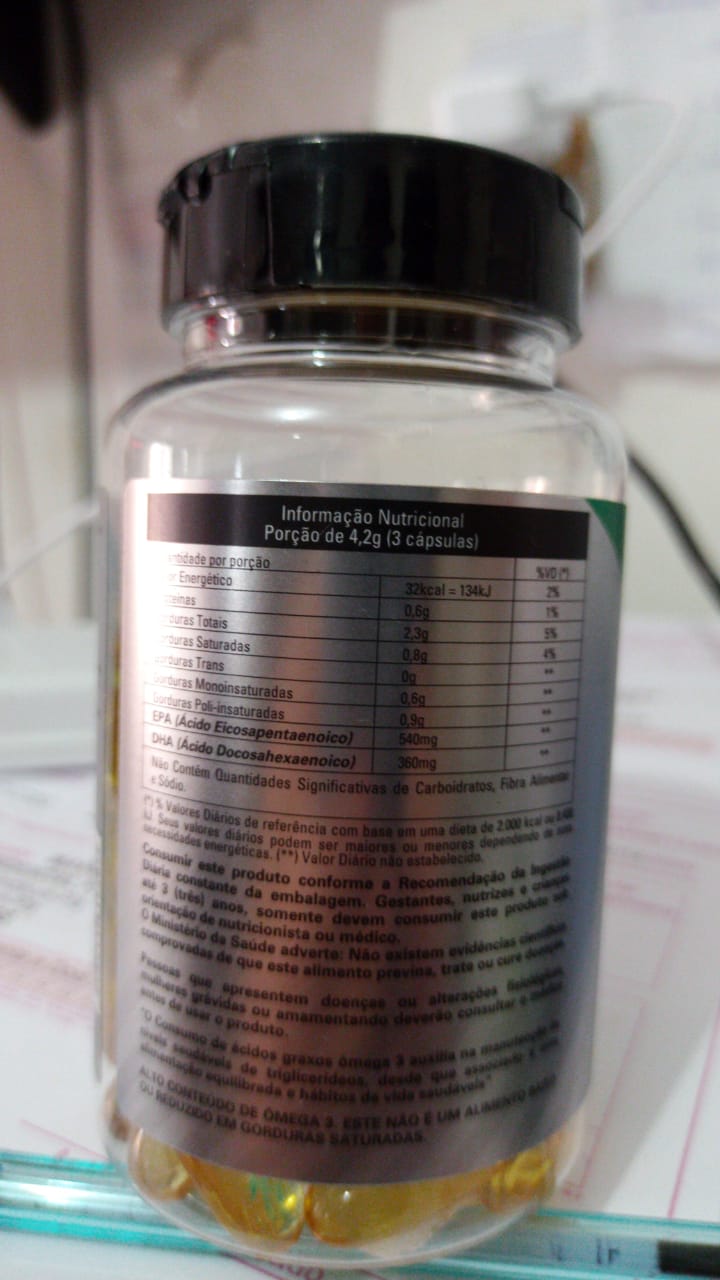 Informação Nutricional
Porção de 4,2g (3 cápsulas)
por porção %VD (*)
Energético 32kcal = 134kJ 2%
0,6g 1%
Totais 2,3g 5%
Saturadas 0,8g 4%
Trans 0g **
Monoinsaturadas 0,6g **
Gorduras Poli-insaturadas 0,9g **
EPA (Ácido Eicosapentaenoico) 540mg **
DHA (Ácido Docosahexaenoico) 360mg **
Não Contém Quantidades Significativas de Carboidratos, Fibra Alimentar
e Sódio.
(*) % Valores Diários de referência com base em uma dieta de 2.000 kcal ou
Seus valores diários podem ser maiores ou menores dependendo de suas
necessidades energéticas. (**) Valor Diário não estabelecido.
Consumir este produto conforme a Recomendação de Ingestão
Diária constante da embalagem. Gestantes, nutrizes e crianças
até 3 (três) anos, somente devem consumir este produto sob
orientação de nutricionista ou médico.
O Ministério da Saúde adverte: Não existem evidências científicas
comprovadas de que este alimento previna, trate ou cure doenças.
Pessoas que apresentem doenças ou alterações fisiológicas,
mulheres grávidas ou amamentando deverão consultar o médico
antes de usar o produto.
"O Consumo de ácidos graxos ômega 3 auxilia na manutenção de
níveis saudáveis de triglicerídeos, desde que associado a uma
alimentação equilibrada e hábitos de vida saudáveis"
ALTO CONTEÚDO DE ÔMEGA 3. ESTE NÃO É UM ALIMENTO BAIXO
OU REDUZIDO EM GORDURAS SATURADAS.